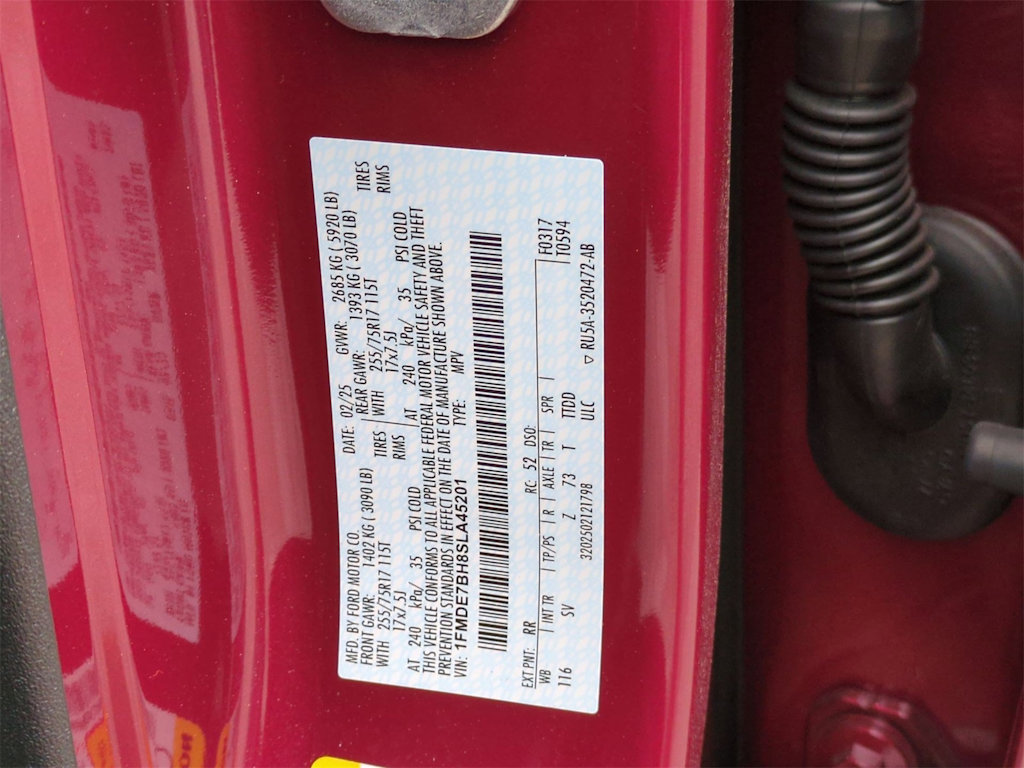 MFD. BY FORD MOTOR CO.
DATE: 02/25 GVWR: 2685 KG ( 5920 LB)
FRONT GAWR: 1402 KG ( 3090 LB) REAR GAWR: 1393 KG ( 3070 LB)
WITH 255/75R17 115T TIRES WITH 255/75R17 115T TIRES
17x7.5J RIMS 17x7.5J RIMS
AT 240 kPa/ 35 PSI COLD AT 240 kPa/ 35 PSI COLD
THIS VEHICLE CONFORMS TO ALL APPLICABLE FEDERAL MOTOR VEHICLE SAFETY AND THEFT
PREVENTION STANDARDS IN EFFECT ON THE DATE OF MANUFACTURE SHOWN ABOVE.
VIN: 1FMDE7BH8SLA45201 TYPE: MPV
EXT PNT: RR RC: 52 DSO: F0317
WB INT TR TP/PS R AXLE TR SPR T0594
116 SV Z 73 T TTDD
3202502121798 ULC ▽ RU5A-3520472-AB